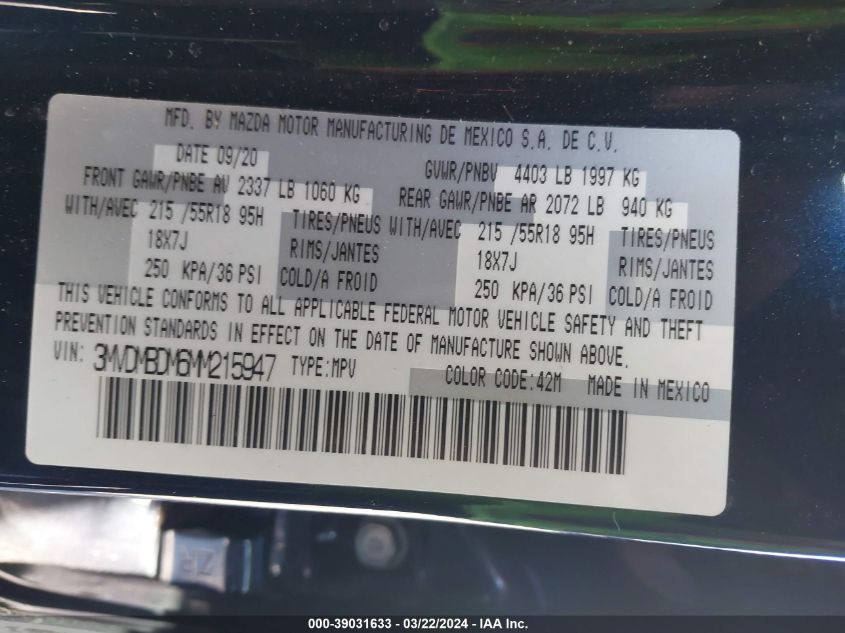 MFD. BY MAZDA MOTOR MANUFACTURING DE MEXICO S.A. DE C.V.
DATE 09/20 GVWR/PNBV 4403 LB 1997 KG
FRONT GAWR/PNBE AV 2337 LB 1060 KG REAR GAWR/PNBE AR 2072 LB 940 KG
WITH/AVEC 215 /55R18 95H TIRES/PNEUS WITH/AVEC 215 /55R18 95H TIRES/PNEUS
18X7J RIMS/JANTES 18X7J RIMS/JANTES
250 KPA/36 PSI COLD/A FROID 250 KPA/36 PSI COLD/A FROID
THIS VEHICLE CONFORMS TO ALL APPLICABLE FEDERAL MOTOR VEHICLE SAFETY AND THEFT
PREVENTION STANDARDS IN EFFECT ON THE DATE OF MANUFACTURE SHOWN ABOVE.
VIN: 3MVDMBDM6MM215947 TYPE:MPV COLOR CODE:42M MADE IN MEXICO
ZR
000-39031633 - 03/22/2024 - IAA Inc.